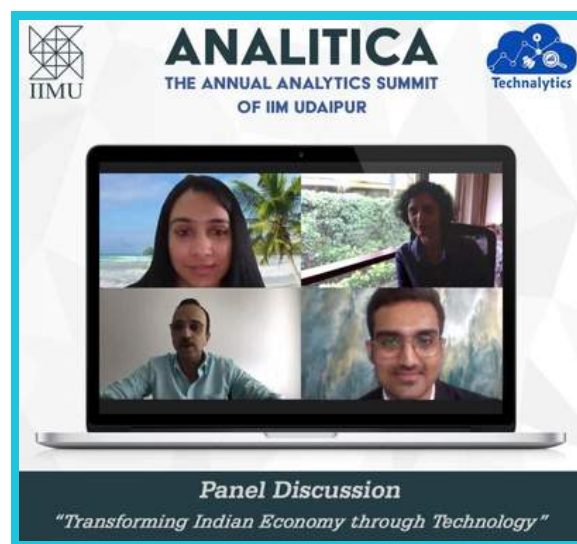 IIMU
ANALITICA
THE ANNUAL ANALYTICS SUMMIT
OF IIM UDAIPUR
Technalytics
Panel Discussion
"Transforming Indian Economy through Technology"